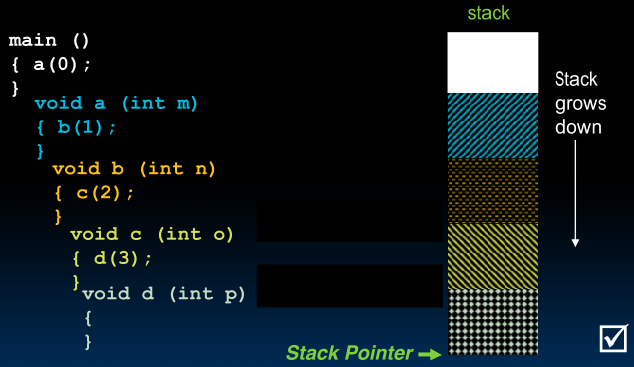 stack
main ()
{ a(0);
}
void a (int m)
{ b(1);
}
void b (int n)
{ c(2);
}
void c (int o)
{ d(3);
}
void d (int p)
{
}
Stack Pointer
Stack
grows
down